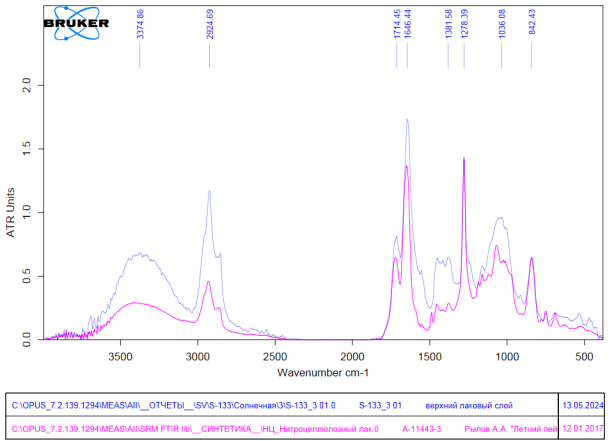 BRUKER
3374.86
2924.69
1714.45
1646.44
1381.58
1278.39
1036.08
842.43
ATR Units
2.0
1.5
1.0
0.5
0.0
3500 3000 2500 2000 1500 1000 500
Wavenumber cm-1
C:\OPUS_7.2.139.1294\MEAS\All\__ОТЧЕТЫ__\SV\S-133\Солнечная\3\S-133_3 01.0 S-133_3 01 верхний лаковый слой 13.05.2024
C:\OPUS_7.2.139.1294\MEAS\All\SRM FTIR lib\__СИНТЕТИКА__\НЦ_Нитроцеллюлозный лак.0 A-11443-3 Рылов А.А. "Летний пей 12.01.2017